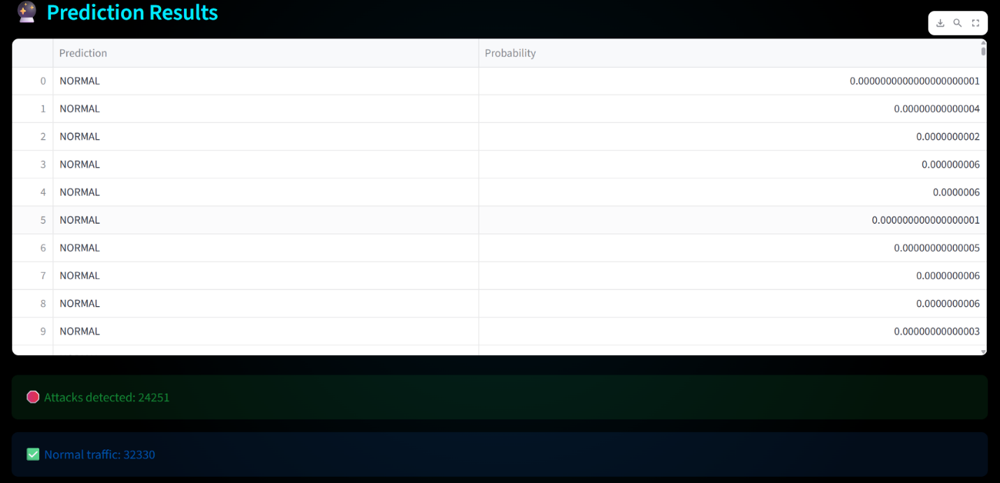 🔮 Prediction Results
Prediction Probability
0 NORMAL 0.0000000000000000000001
1 NORMAL 0.00000000000004
2 NORMAL 0.0000000002
3 NORMAL 0.000000006
4 NORMAL 0.0000006
5 NORMAL 0.000000000000000001
6 NORMAL 0.00000000000005
7 NORMAL 0.0000000006
8 NORMAL 0.0000000006
9 NORMAL 0.00000000000003
🛑 Attacks detected: 24251
✅ Normal traffic: 32330